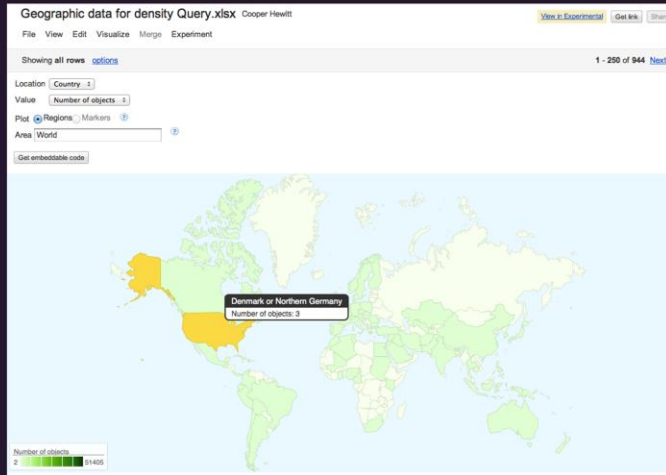 Geographic data for density Query.xlsx Cooper Hewitt
View in Experimental Get link Share
File View Edit Visualize Merge Experiment
Showing all rows options
1 - 250 of 944 Next
Location Country
Value Number of objects
Plot Regions Markers ?
Area World ?
Get embeddable code
Denmark or Northern Germany
Number of objects: 3
Number of objects
2 51405